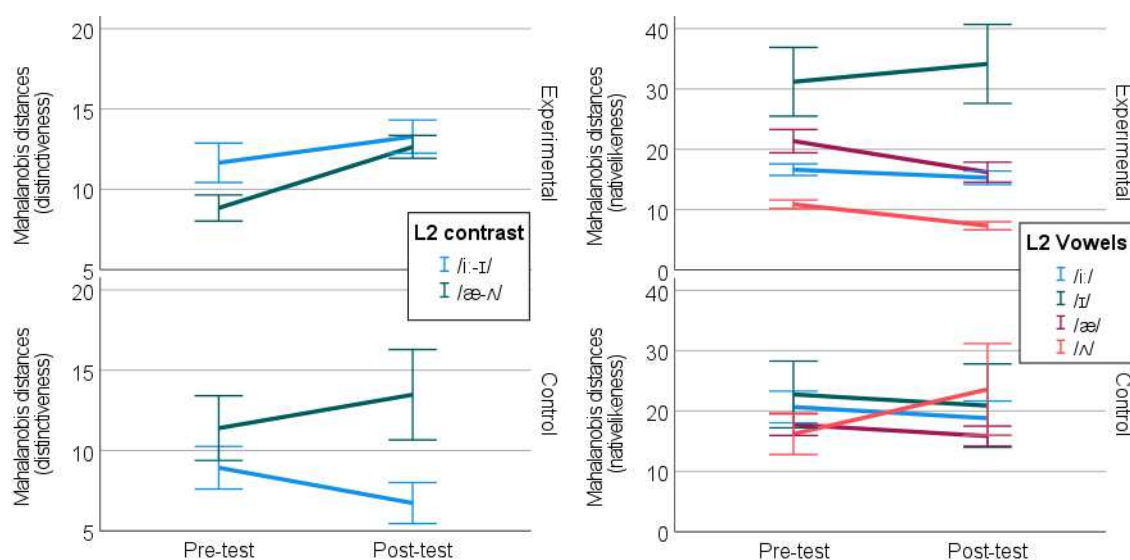 20
15
10
5
Mahalanobis distances
(distinctiveness)
Experimental
L2 contrast
/iː-ɪ/
/æ-ʌ/
20
15
10
5
Mahalanobis distances
(distinctiveness)
Control
Pre-test
Post-test
40
30
20
10
0
Mahalanobis distances
(nativelikeness)
Experimental
L2 Vowels
/iː/
/ɪ/
/æ/
/ʌ/
40
30
20
10
0
Mahalanobis distances
(nativelikeness)
Control
Pre-test
Post-test